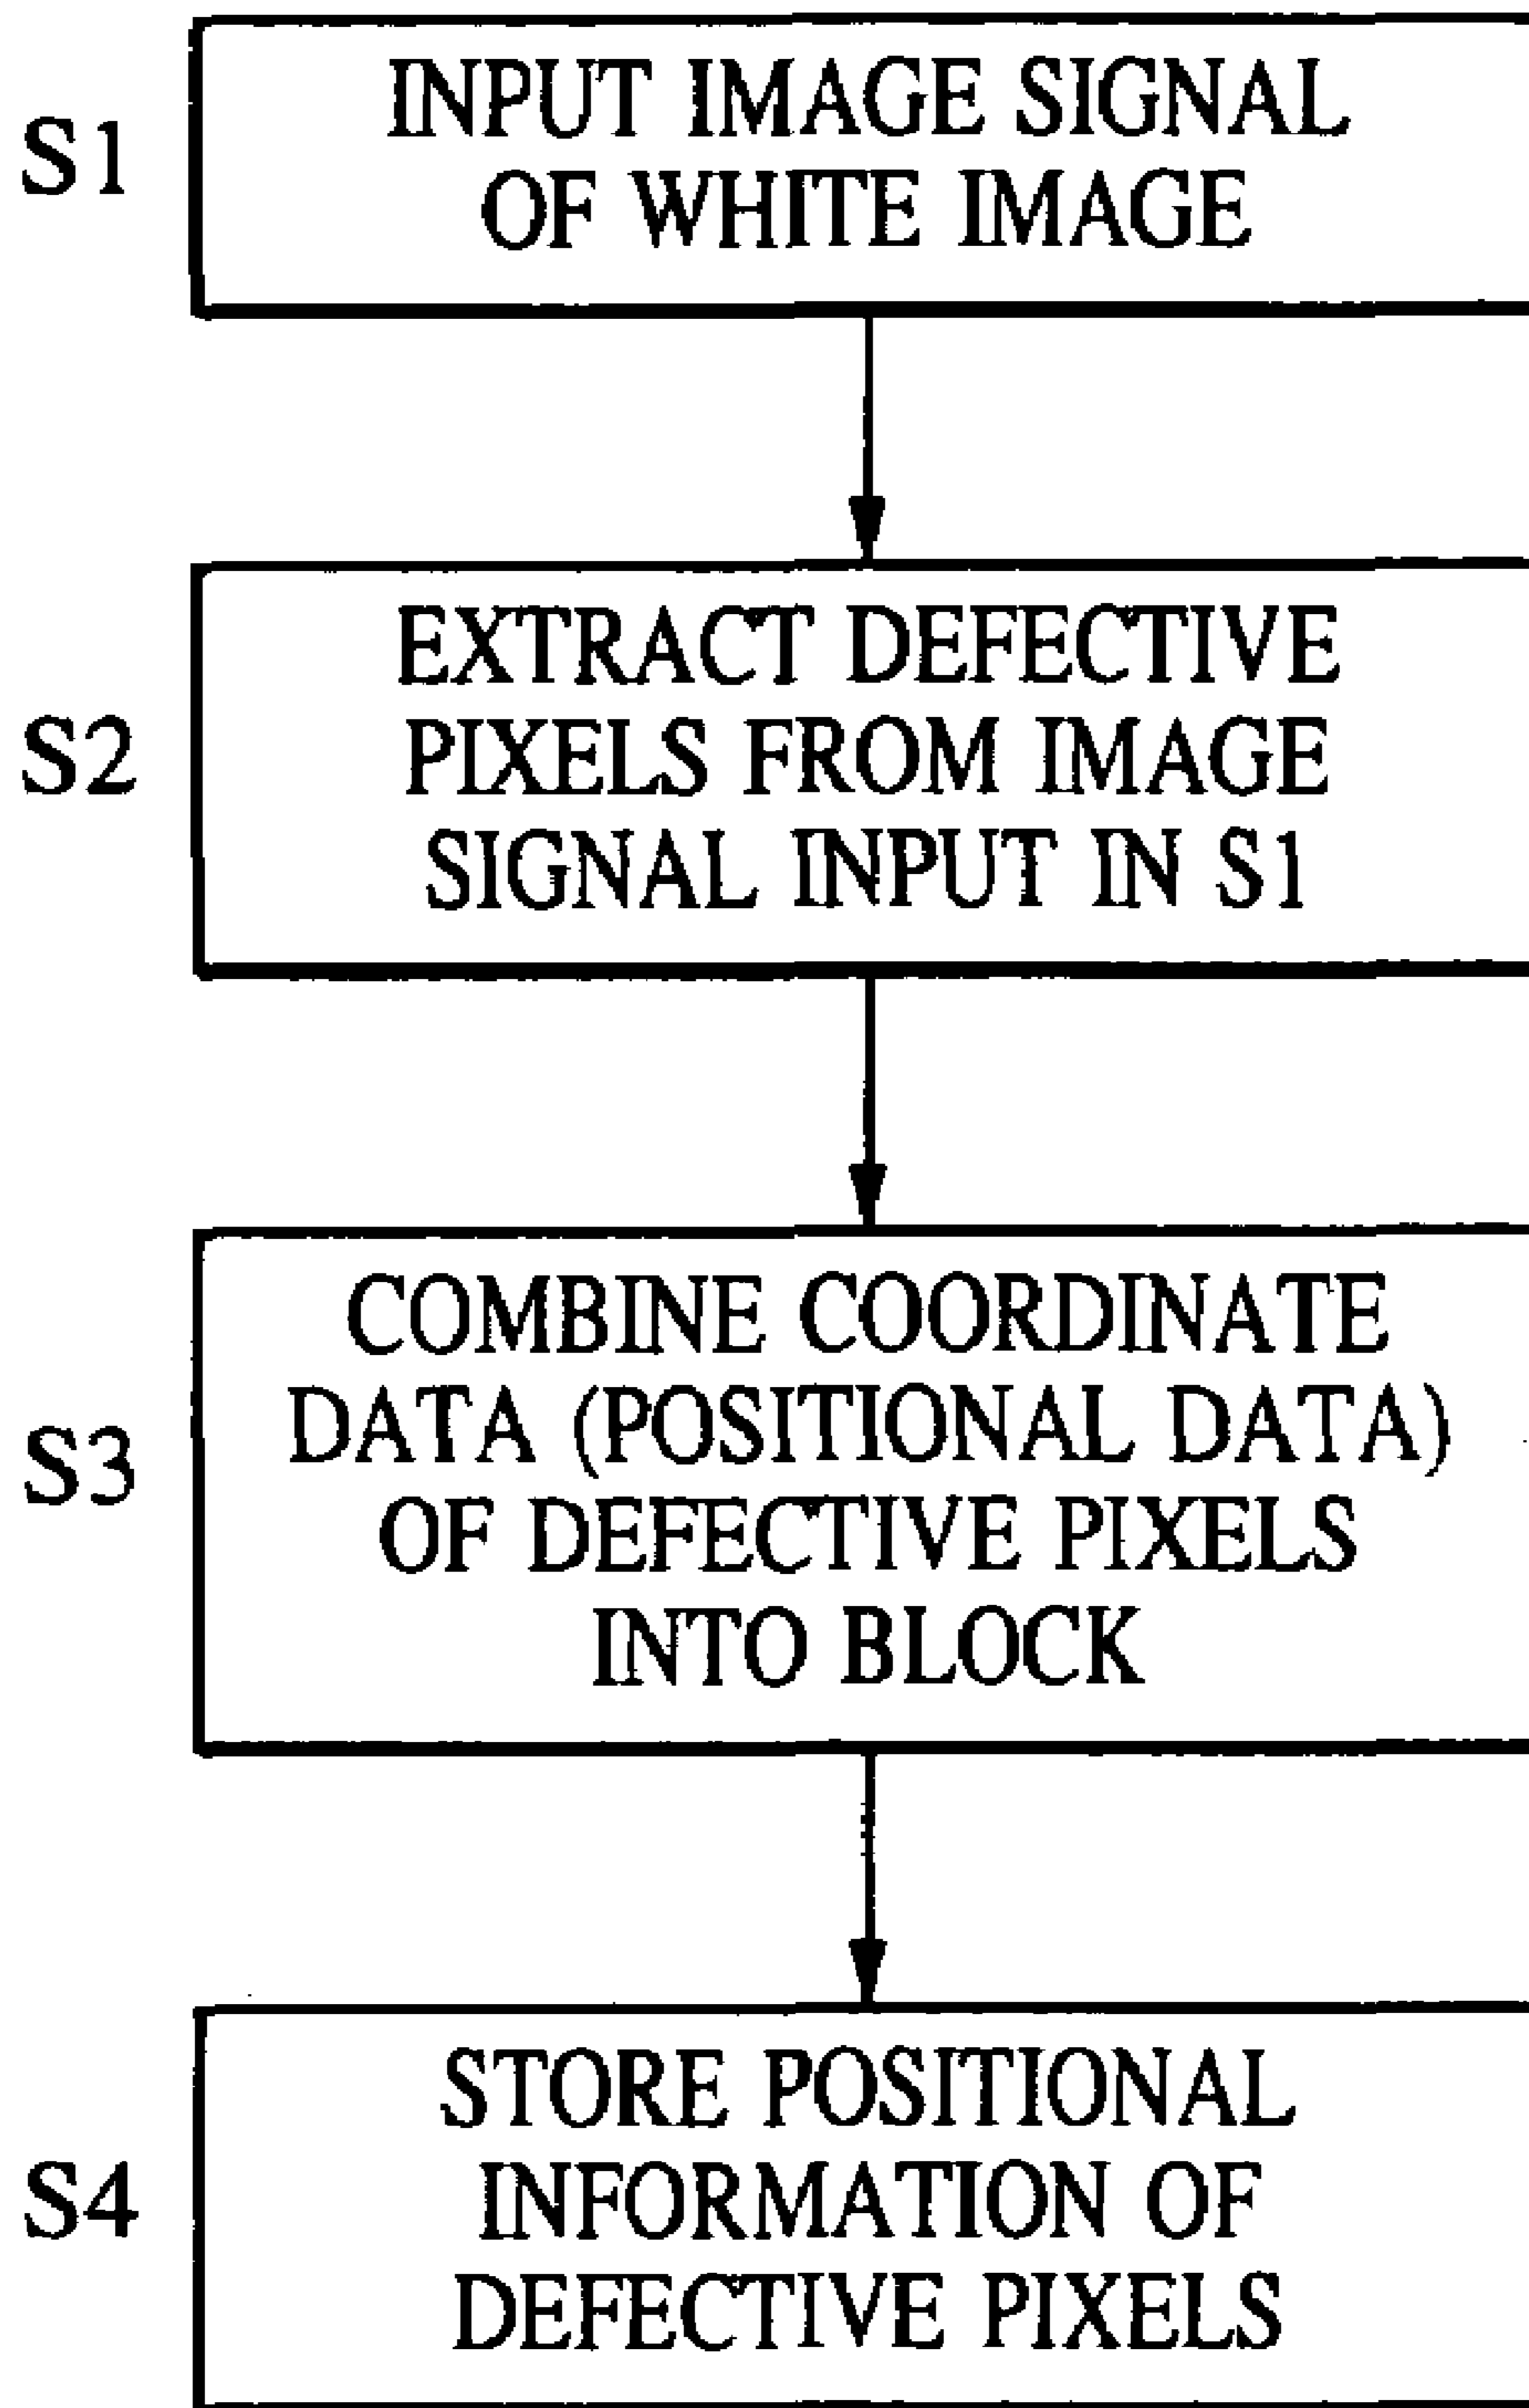 S1
INPUT IMAGE SIGNAL
OF WHITE IMAGE
S2
EXTRACT DEFECTIVE
PIXELS FROM IMAGE
SIGNAL INPUT IN S1
S3
COMBINE COORDINATE
DATA (POSITIONAL DATA)
OF DEFECTIVE PIXELS
INTO BLOCK
S4
STORE POSITIONAL
INFORMATION OF
DEFECTIVE PIXELS